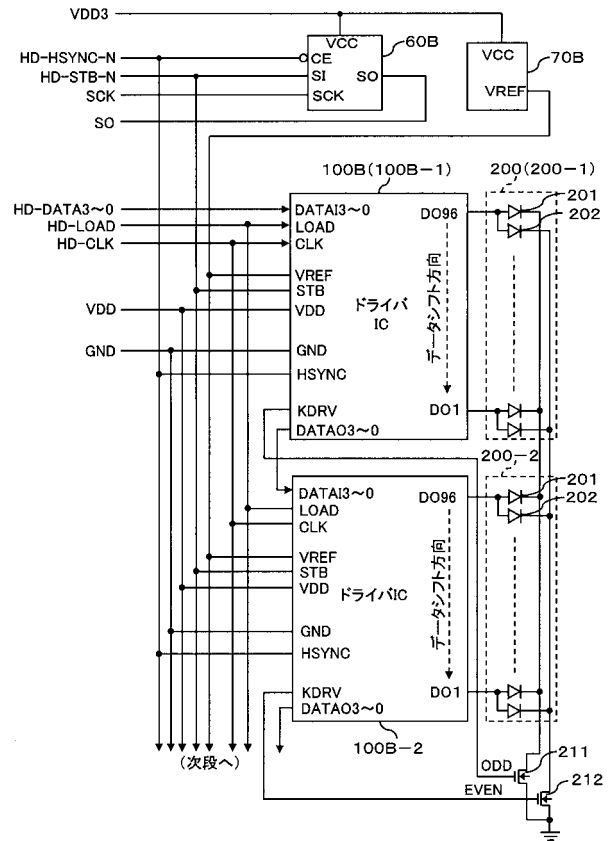 VDD3
60B
VCC
HD-HSYNC-N
CE
HD-STB-N
SI
SO
SCK
SCK
SO
VCC
70B
VREF
100B(100B-1)
200(200-1)
201
202
HD-DATA3~0
DATAI3~0
DO96
HD-LOAD
LOAD
HD-CLK
CLK
VREF
STB
VDD
VDD
ドライバ
IC
データシフト方向
GND
GND
HSYNC
KDRV
DO1
DATAO3~0
200-2
201
202
DATAI3~0
DO96
LOAD
CLK
VREF
STB
VDD
ドライバIC
データシフト方向
GND
HSYNC
KDRV
DO1
DATAO3~0
100B-2
(次段へ)
ODD
211
EVEN
212